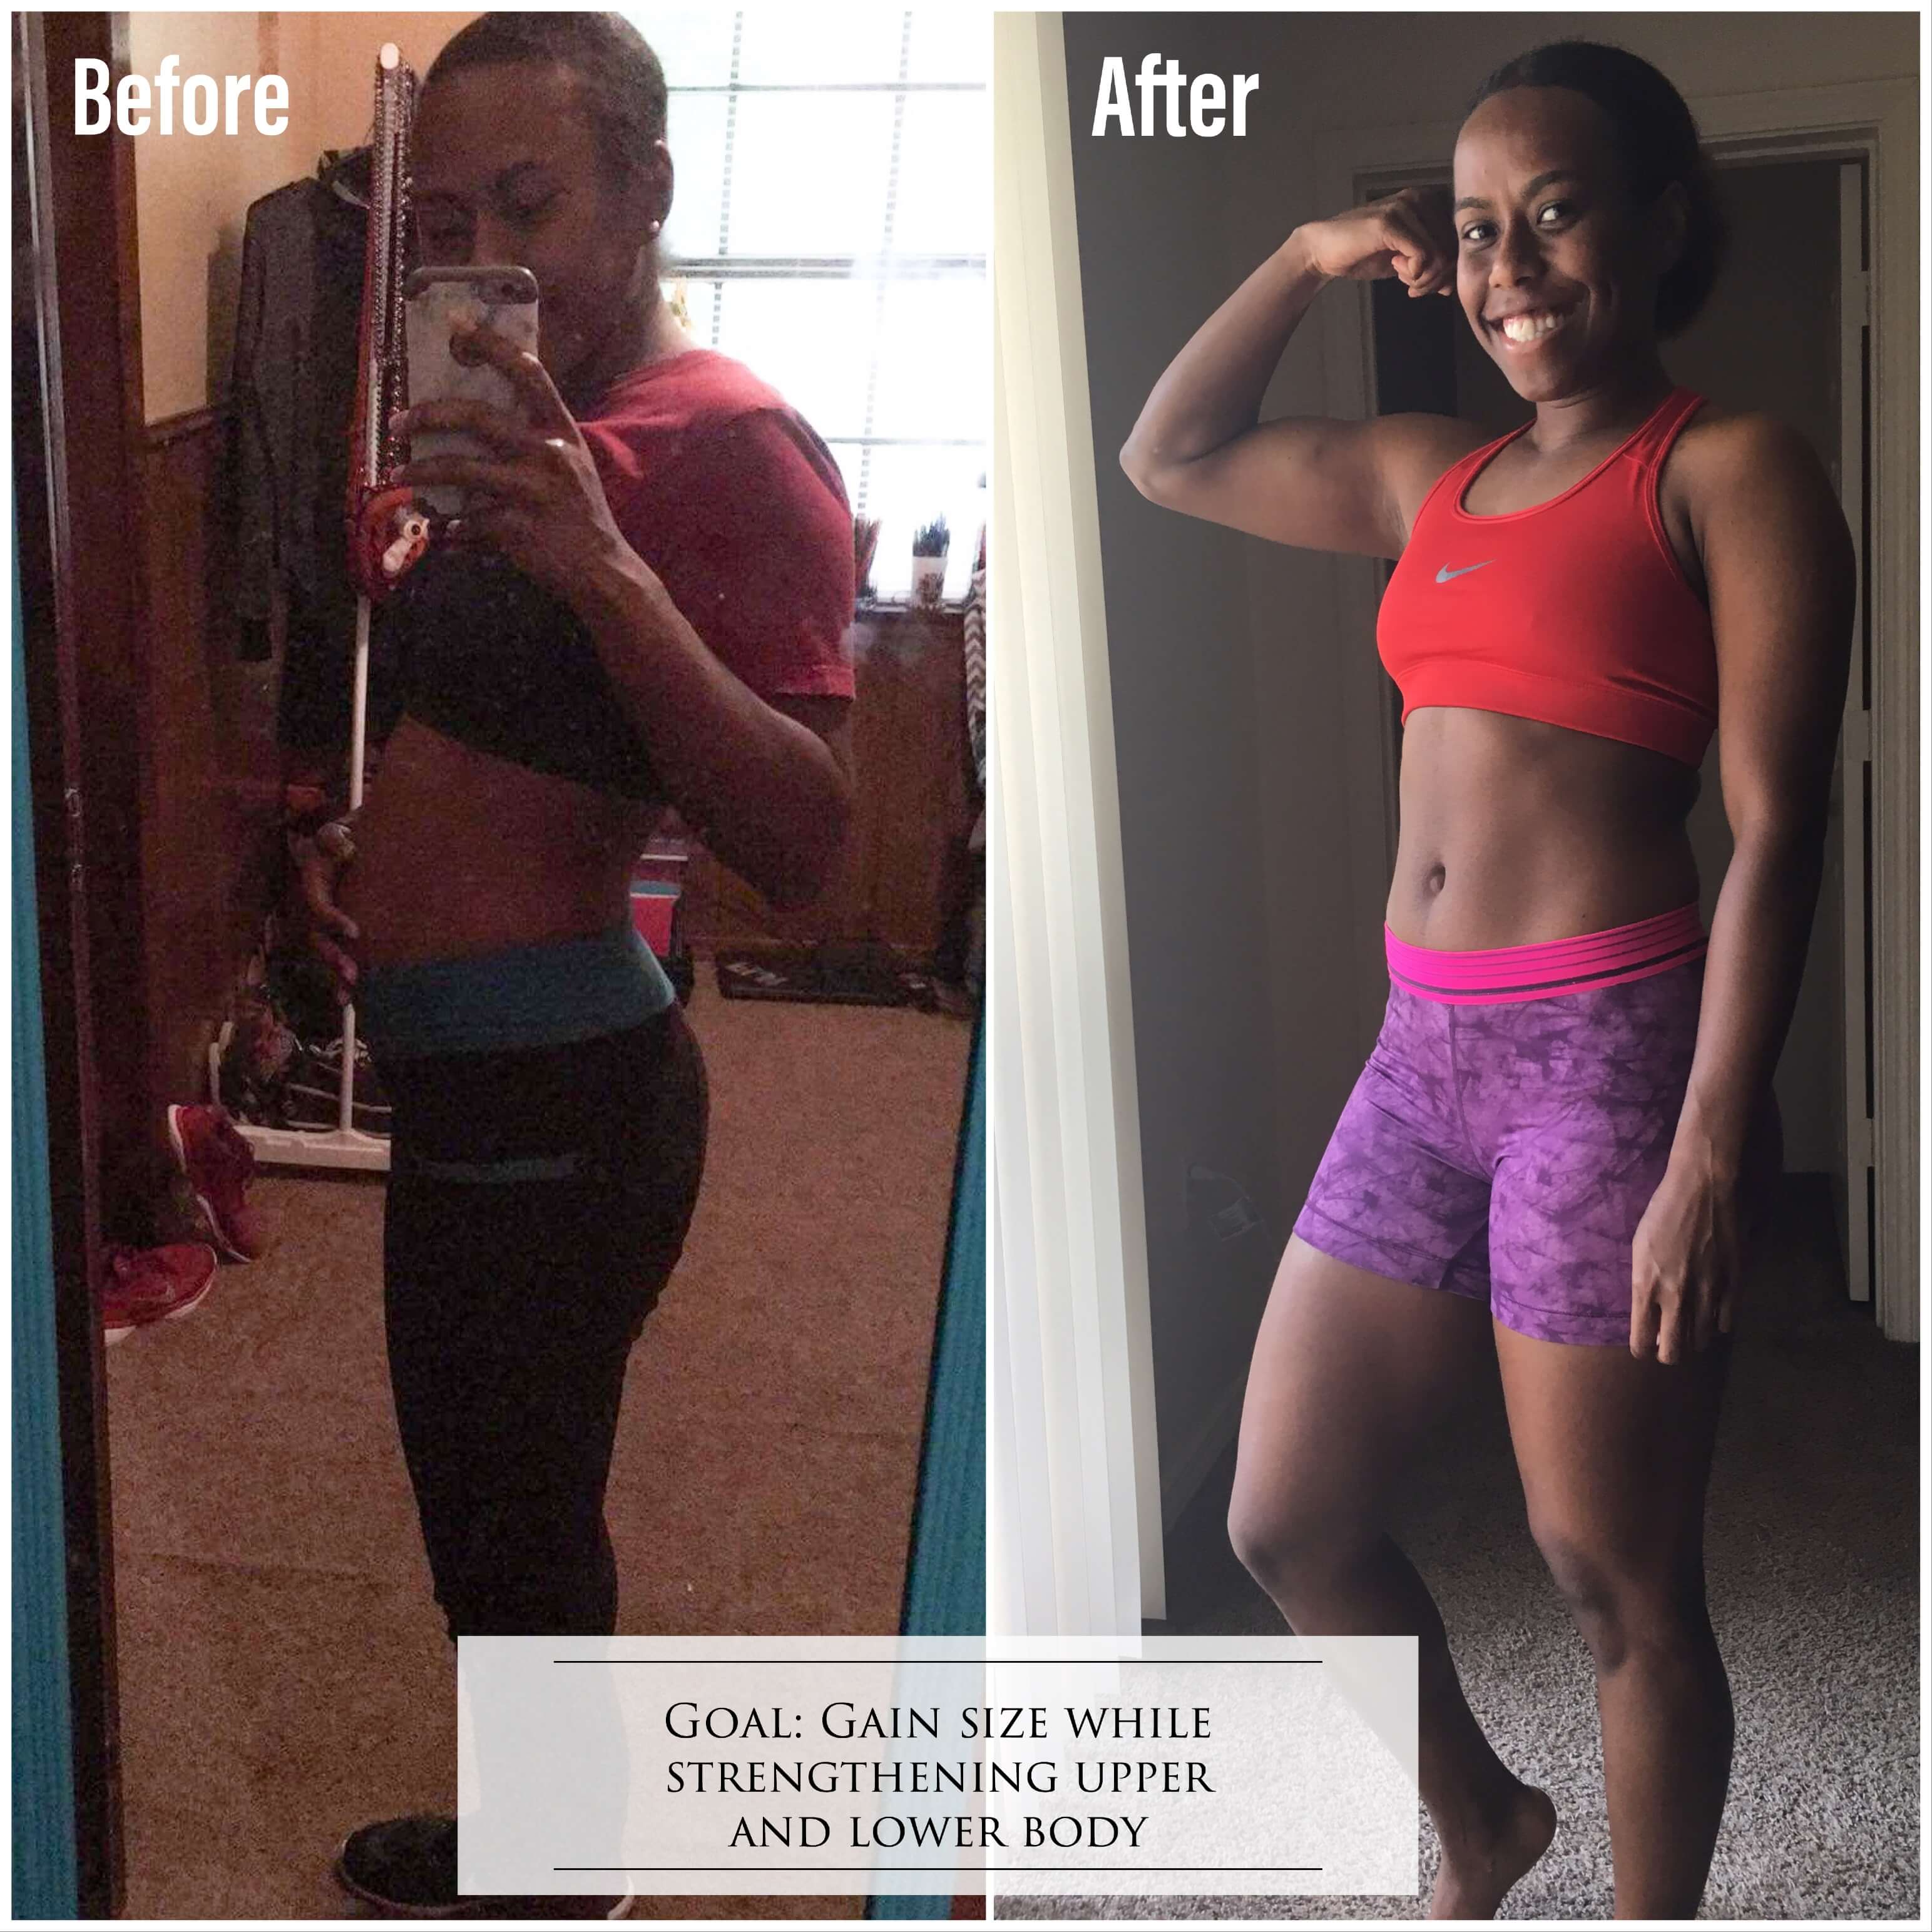 Before
After
Goal: Gain size while
strengthening upper
and lower body